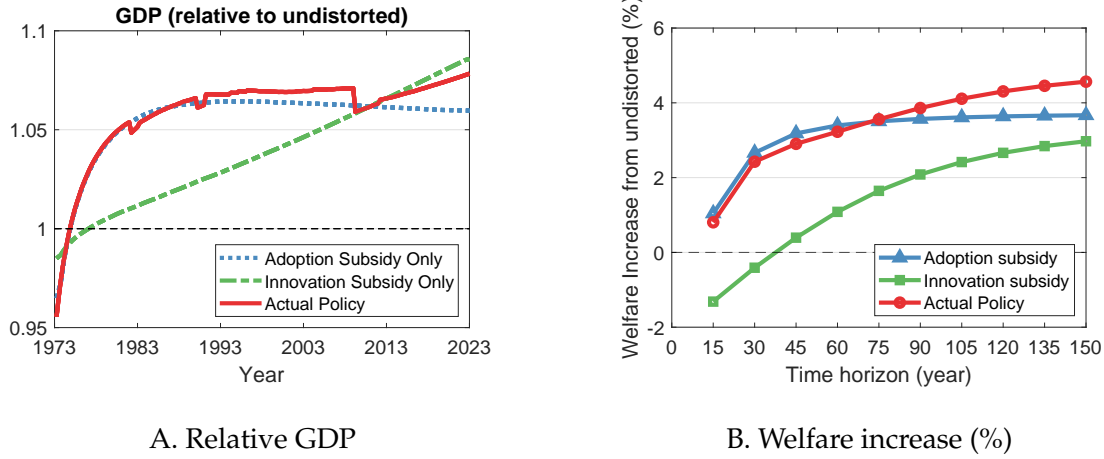 GDP (relative to undistorted)
1.1
1.05
1
0.95
1973 1983 1993 2003 2013 2023
Year
Adoption Subsidy Only
Innovation Subsidy Only
Actual Policy
A. Relative GDP
Welfare Increase from undistorted (%)
6
4
2
0
-2
0 15 30 45 60 75 90 105 120 135 150
Time horizon (year)
Adoption subsidy
Innovation subsidy
Actual Policy
B. Welfare increase (%)